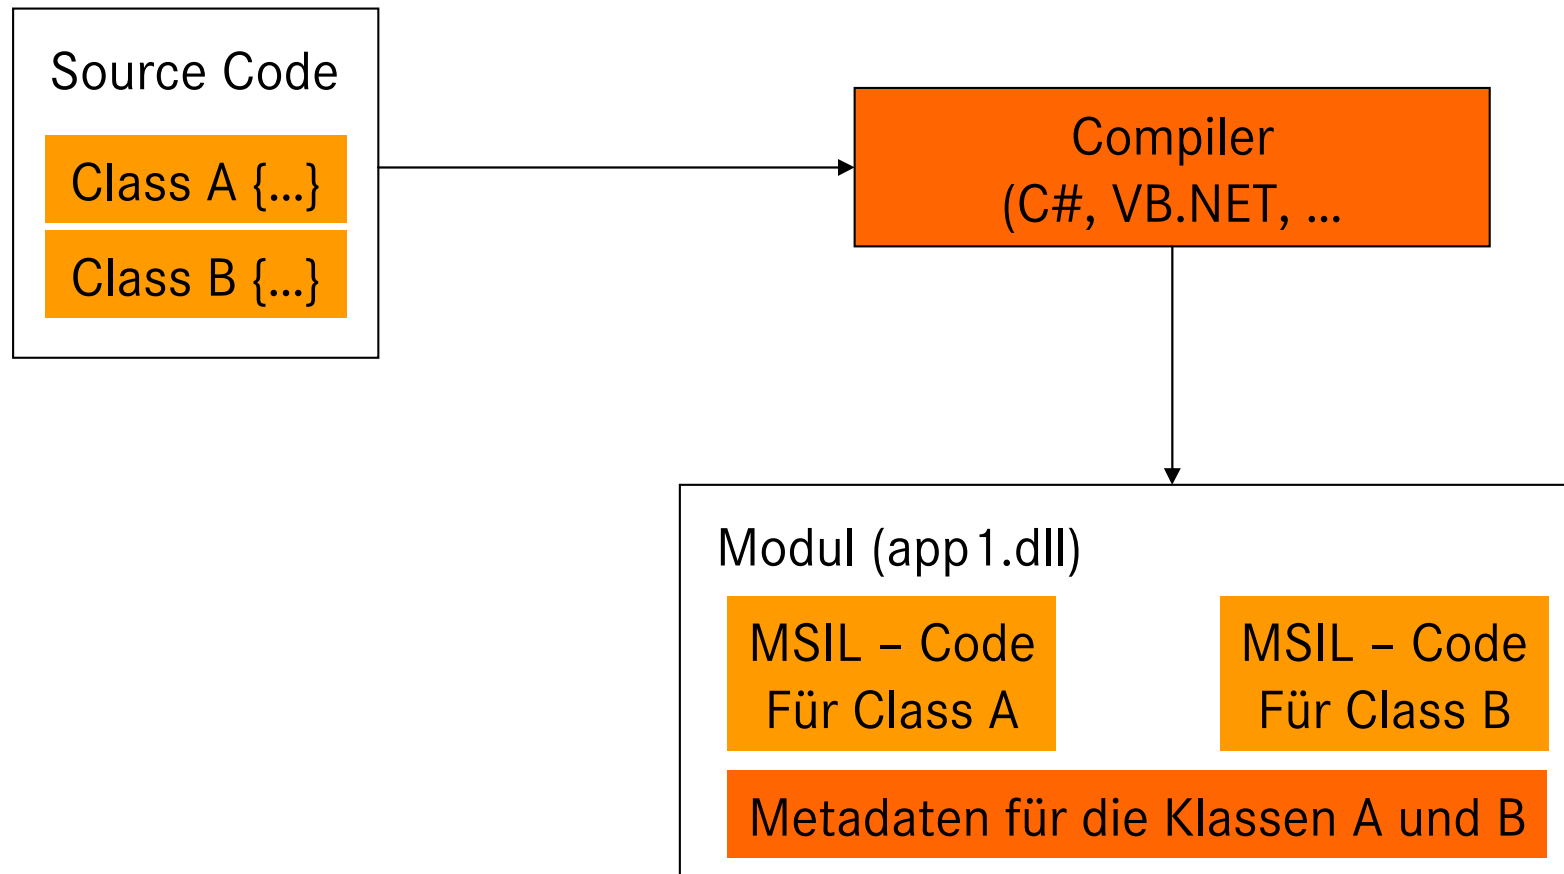 Source Code
Class A {...}
Class B {...}
Compiler
(C#, VB.NET, ...
Modul (app1.dll)
MSIL – Code
Für Class A
MSIL – Code
Für Class B
Metadaten für die Klassen A und B